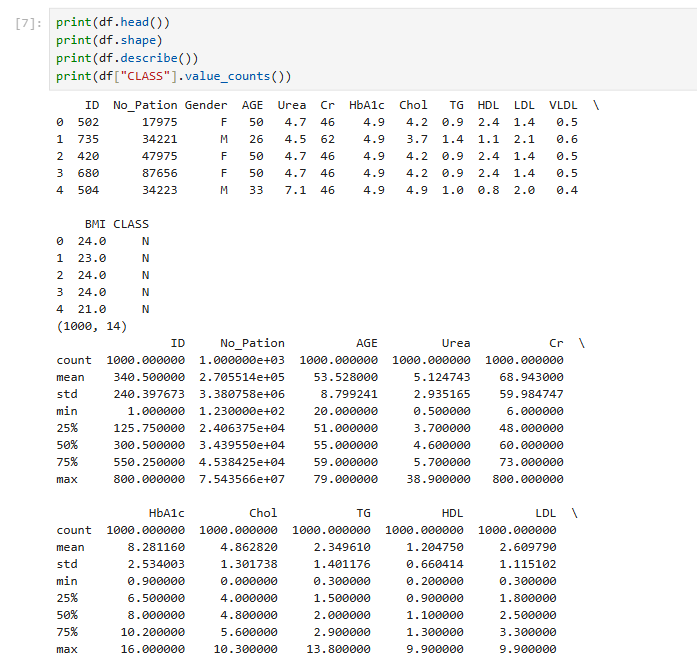 [7]:
print(df.head())
print(df.shape)
print(df.describe())
print(df["CLASS"].value_counts())
    ID  No_Pation Gender  AGE  Urea  Cr  HbA1c  Chol   TG  HDL  LDL  VLDL  \
0  502      17975      F   50   4.7  46    4.9   4.2  0.9  2.4  1.4   0.5
1  735      34221      M   26   4.5  62    4.9   3.7  1.4  1.1  2.1   0.6
2  420      47975      F   50   4.7  46    4.9   4.2  0.9  2.4  1.4   0.5
3  680      87656      F   50   4.7  46    4.9   4.2  0.9  2.4  1.4   0.5
4  504      34223      M   33   7.1  46    4.9   4.9  1.0  0.8  2.0   0.4
    BMI CLASS
0  24.0     N
1  23.0     N
2  24.0     N
3  24.0     N
4  21.0     N
(1000, 14)
                ID     No_Pation          AGE         Urea           Cr  \
count  1000.000000  1.000000e+03  1000.000000  1000.000000  1000.000000
mean    340.500000  2.705514e+05    53.528000     5.124743    68.943000
std     240.397673  3.380758e+06     8.799241     2.935165    59.984747
min       1.000000  1.230000e+02    20.000000     0.500000     6.000000
25%     125.750000  2.406375e+04    51.000000     3.700000    48.000000
50%     300.500000  3.439550e+04    55.000000     4.600000    60.000000
75%     550.250000  4.538425e+04    59.000000     5.700000    73.000000
max     800.000000  7.543566e+07    79.000000    38.900000   800.000000
             HbA1c         Chol           TG          HDL          LDL  \
count  1000.000000  1000.000000  1000.000000  1000.000000  1000.000000
mean      8.281160     4.862820     2.349610     1.204750     2.609790
std       2.534003     1.301738     1.401176     0.660414     1.115102
min       0.900000     0.000000     0.300000     0.200000     0.300000
25%       6.500000     4.000000     1.500000     0.900000     1.800000
50%       8.000000     4.800000     2.000000     1.100000     2.500000
75%      10.200000     5.600000     2.900000     1.300000     3.300000
max      16.000000    10.300000    13.800000     9.900000     9.900000